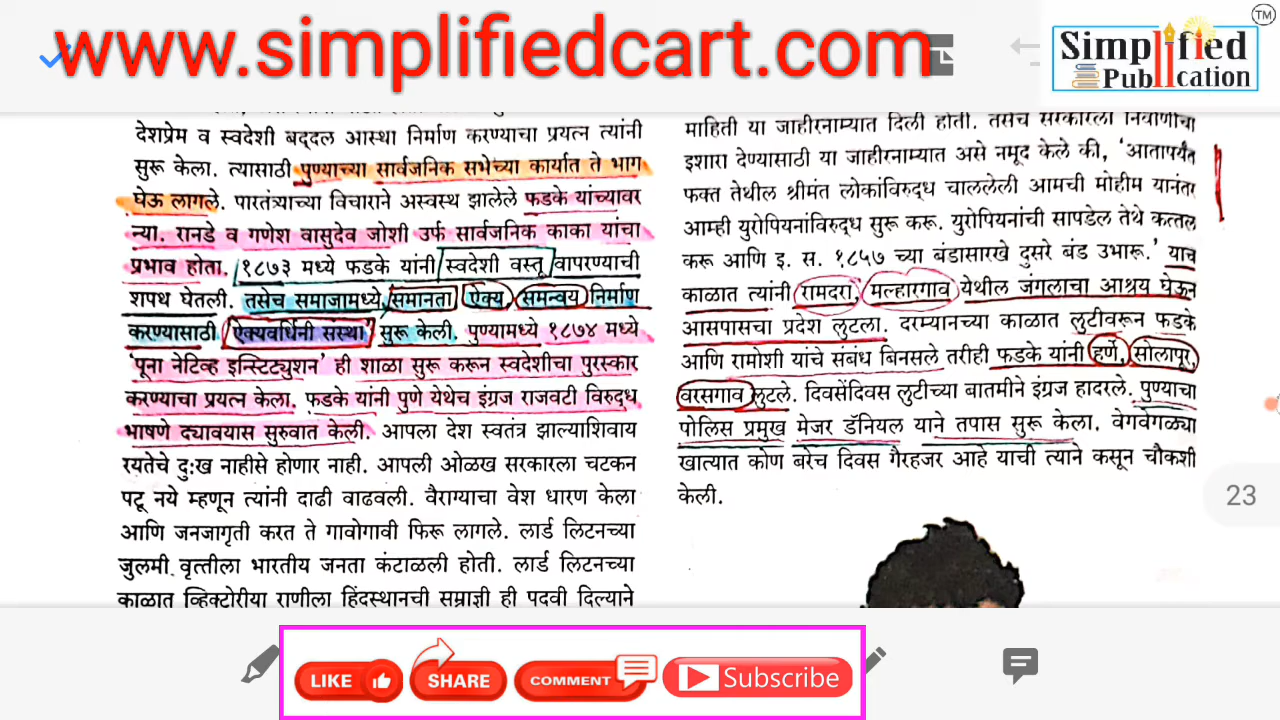 www.simplifiedcart.com
Simplified
Publication
TM
देशप्रेम व स्वदेशी बद्दल आस्था निर्माण करण्याचा प्रयत्न त्यांनी
सुरू केला. त्यासाठी पुण्याच्या सार्वजनिक सभेच्या कार्यात ते भाग
घेऊ लागले. पारतंत्र्याच्या विचाराने अस्वस्थ झालेले फडके यांच्यावर
न्या. रानडे व गणेश वासुदेव जोशी उर्फ सार्वजनिक काका यांचा
प्रभाव होता. १८७३ मध्ये फडके यांनी स्वदेशी वस्तू वापरण्याची
शपथ घेतली. तसेच समाजामध्ये समानता ऐक्य समन्वय निर्माण
करण्यासाठी ऐक्यवर्धिनी संस्था सुरू केली. पुण्यामध्ये १८७४ मध्ये
'पूना नेटिव्ह इन्स्टिट्युशन' ही शाळा सुरू करून स्वदेशीचा पुरस्कार
करण्याचा प्रयत्न केला. फडके यांनी पुणे येथेच इंग्रज राजवटी विरुद्ध
भाषणे द्यावयास सुरुवात केली. आपला देश स्वतंत्र झाल्याशिवाय
रयतेचे दुःख नाहीसे होणार नाही. आपली ओळख सरकारला चटकन
पटू नये म्हणून त्यांनी दाढी वाढवली. वैराग्याचा वेश धारण केला
आणि जनजागृती करत ते गावोगावी फिरू लागले. लार्ड लिटनच्या
जुलमी वृत्तीला भारतीय जनता कंटाळली होती. लार्ड लिटनच्या
काळात व्हिक्टोरीया राणीला हिंदस्थानची सम्राज्ञी ही पदवी दिल्याने
माहिती या जाहीरनाम्यात दिली होती. तसेच सरकारला निर्वाणीचा
इशारा देण्यासाठी या जाहीरनाम्यात असे नमूद केले की, 'आतापर्यंत
फक्त तेथील श्रीमंत लोकांविरुद्ध चाललेली आमची मोहीम यानंतर
आम्ही युरोपियनांविरुद्ध सुरू करू. युरोपियनांची सापडेल तेथे कत्तल
करू आणि इ. स. १८५७ च्या बंडासारखे दुसरे बंड उभारू.' याच
काळात त्यांनी रामदरा, मल्हारगाव येथील जंगलाचा आश्रय घेऊन
आसपासचा प्रदेश लुटला. दरम्यानच्या काळात लुटीवरून फडके
आणि रामोशी यांचे संबंध बिनसले तरीही फडके यांनी हर्णे, सोलापूर,
वरसगाव लुटले. दिवसेंदिवस लुटीच्या बातमीने इंग्रज हादरले. पुण्याचा
पोलिस प्रमुख मेजर डॅनियल याने तपास सुरू केला. वेगवेगळ्या
खात्यात कोण बरेच दिवस गैरहजर आहे याची त्याने कसून चौकशी
केली.
23
LIKE
SHARE
COMMENT
Subscribe